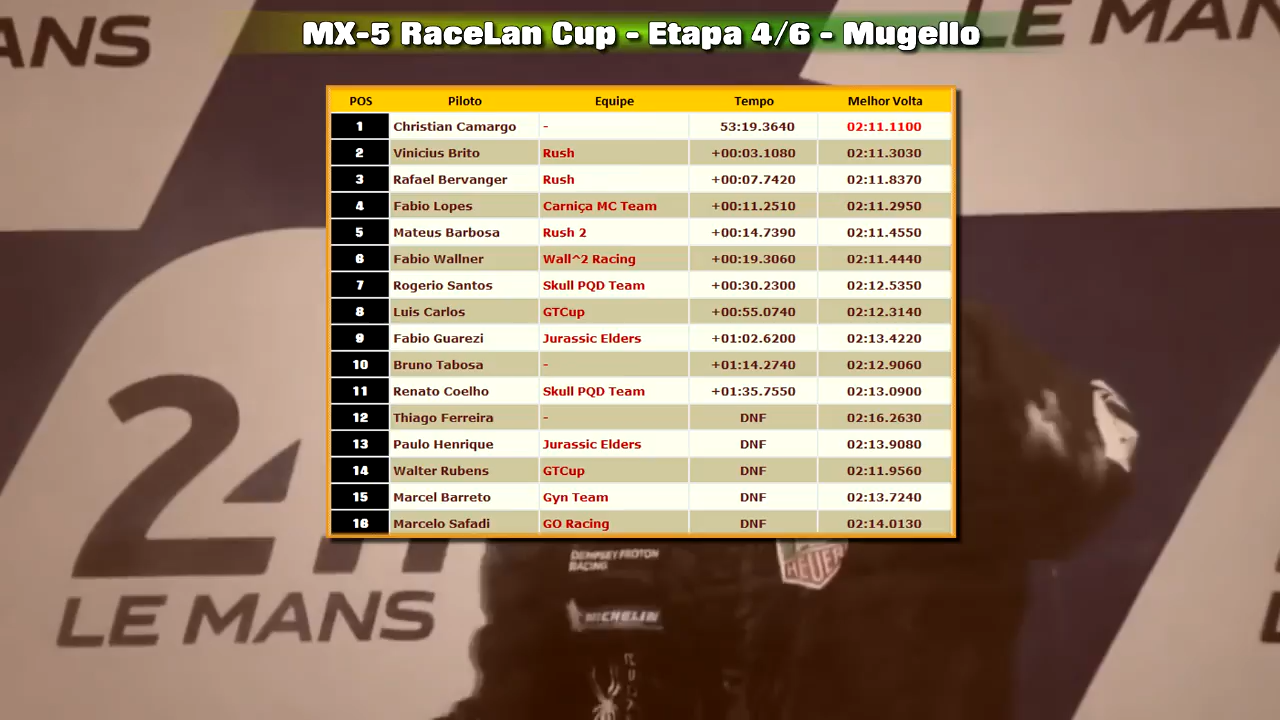 MX-5 RaceLan Cup - Etapa 4/6 - Mugello
ANS
LE MANS
POS Piloto Equipe Tempo Melhor Volta
1 Christian Camargo - 53:19.3640 02:11.1100
2 Vinicius Brito Rush +00:03.1080 02:11.3030
3 Rafael Bervanger Rush +00:07.7420 02:11.8370
4 Fabio Lopes Carniça MC Team +00:11.2510 02:11.2950
5 Mateus Barbosa Rush 2 +00:14.7390 02:11.4550
6 Fabio Wallner Wall^2 Racing +00:19.3060 02:11.4440
7 Rogerio Santos Skull PQD Team +00:30.2300 02:12.5350
8 Luis Carlos GTCup +00:55.0740 02:12.3140
9 Fabio Guarezi Jurassic Elders +01:02.6200 02:13.4220
10 Bruno Tabosa - +01:14.2740 02:12.9060
11 Renato Coelho Skull PQD Team +01:35.7550 02:13.0900
12 Thiago Ferreira - DNF 02:16.2630
13 Paulo Henrique Jurassic Elders DNF 02:13.9080
14 Walter Rubens GTCup DNF 02:11.9560
15 Marcel Barreto Gyn Team DNF 02:13.7240
16 Marcelo Safadi GO Racing DNF 02:14.0130
24
LE MANS
DEMPSEY PROTON
RACING
HEUER
MICHELIN